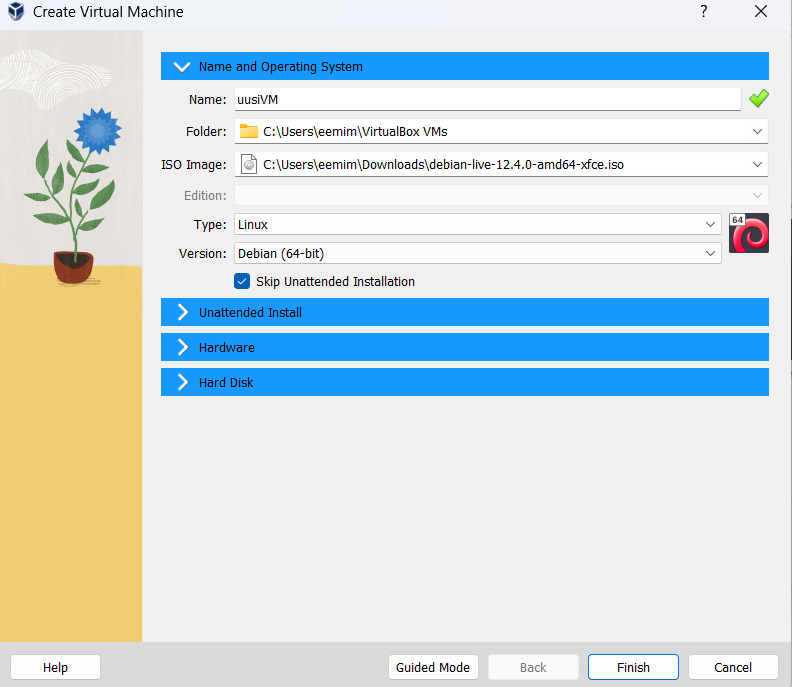 Create Virtual Machine
?
Name and Operating System
Name: uusiVM
Folder: C:\Users\eemim\VirtualBox VMs
ISO Image: C:\Users\eemim\Downloads\debian-live-12.4.0-amd64-xfce.iso
Edition:
Type: Linux
64
Version: Debian (64-bit)
Skip Unattended Installation
Unattended Install
Hardware
Hard Disk
Help Guided Mode Back Finish Cancel